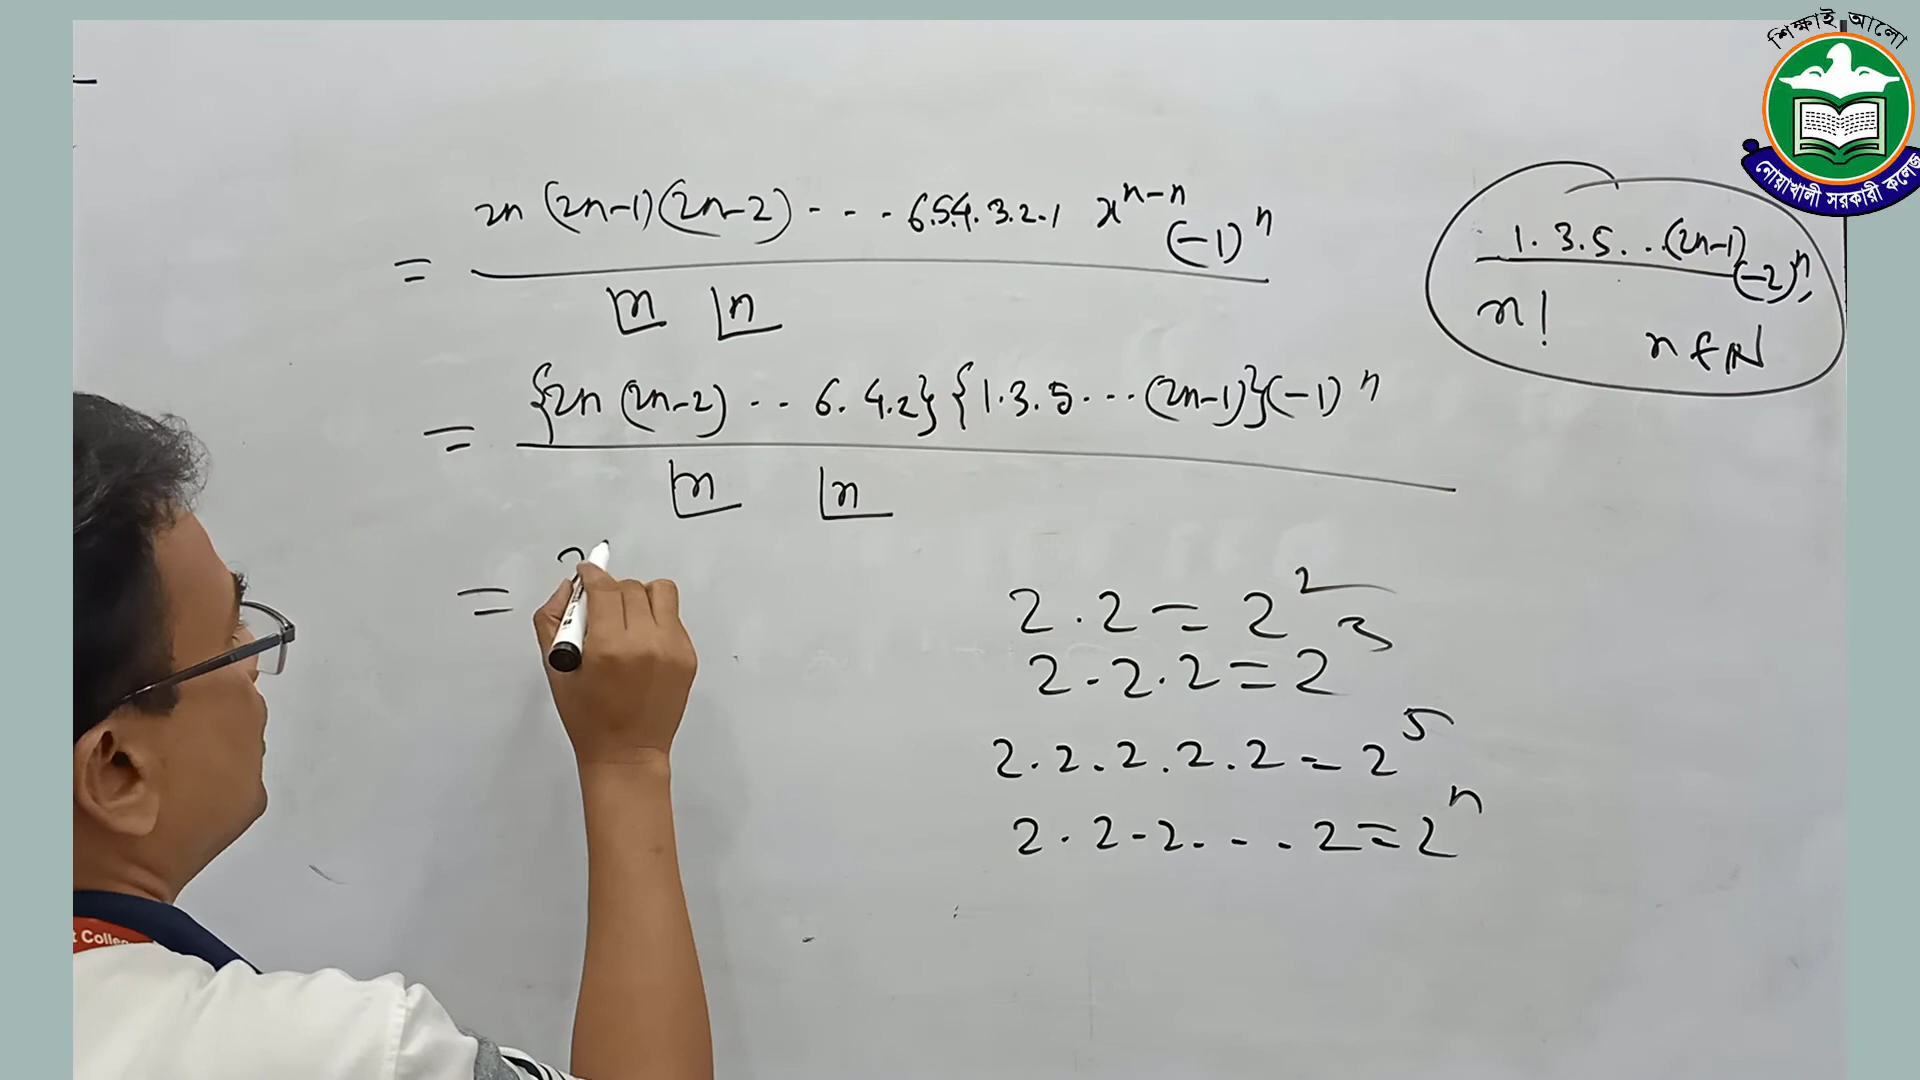 শিক্ষাই আলো
নোয়াখালী সরকারী কলেজ
= 2n (2n-1)(2n-2) - - - 6.5.4.3.2.1 x^{n-n} (-1)^n
|n |n
= {2n (2n-2) ... 6.4.2}{1.3.5...(2n-1)}(-1)^n
|n |n
=
1.3.5...(2n-1) (-2)^n,
n! n ∈ N
2.2 = 2^2
2.2.2 = 2^3
2.2.2.2.2 = 2^5
2.2.2. - - . 2 = 2^n
t Colle